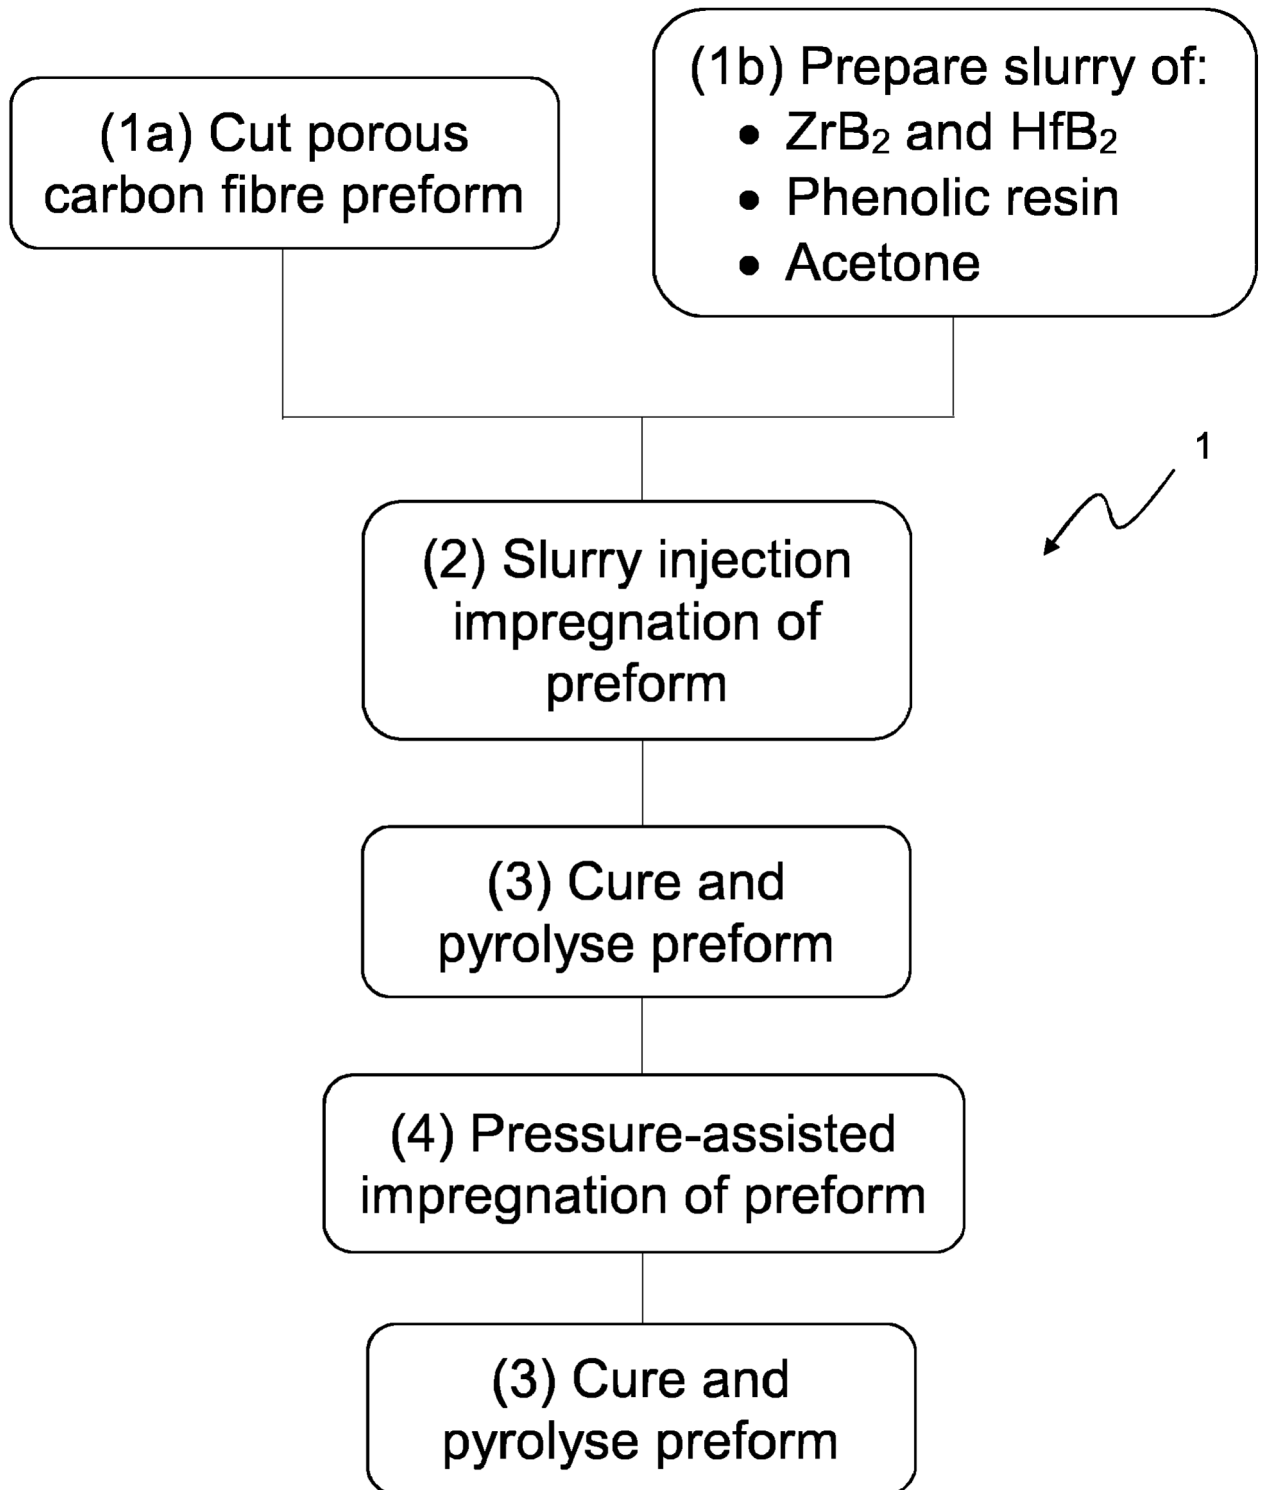 (1a) Cut porous
carbon fibre preform
(1b) Prepare slurry of:
• ZrB₂ and HfB₂
• Phenolic resin
• Acetone
1
(2) Slurry injection
impregnation of
preform
(3) Cure and
pyrolyse preform
(4) Pressure-assisted
impregnation of preform
(3) Cure and
pyrolyse preform